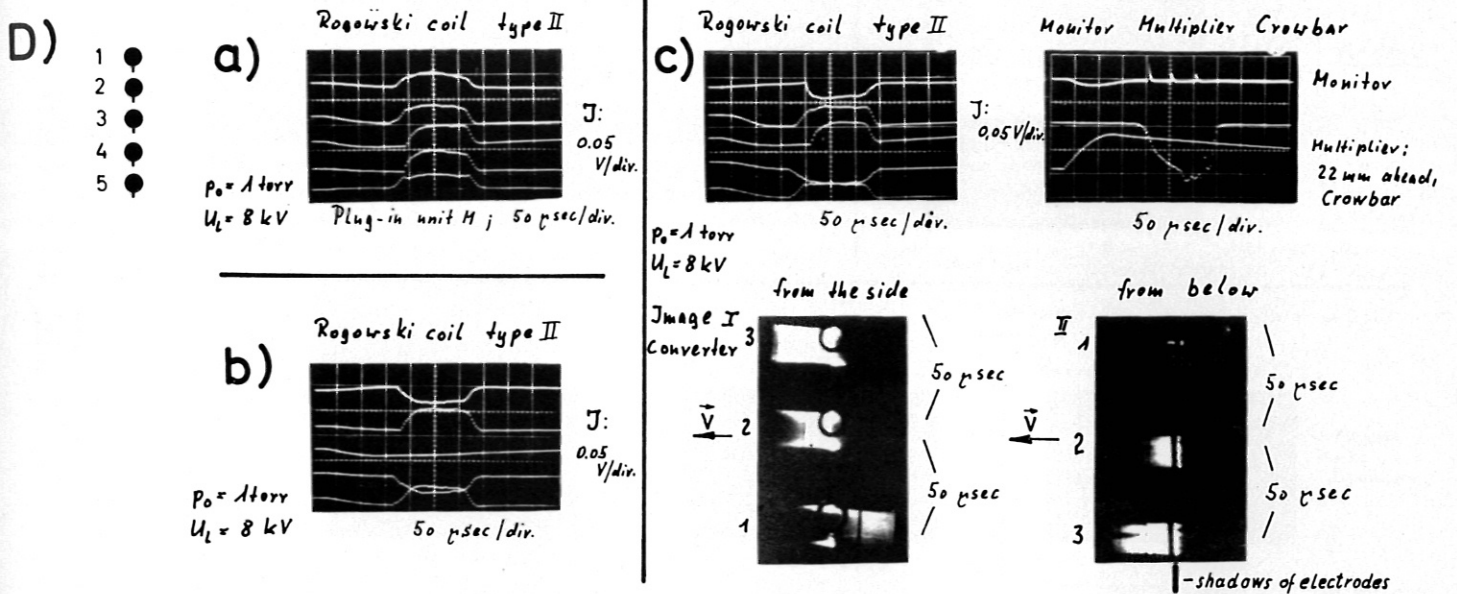 D)
1
2
3
4
5
a)
Rogowski coil type II
J:
0.05
V/div.
p₀ = 1 torr
U_L = 8 kV
Plug-in unit M ; 50 μsec/div.
b)
Rogowski coil type II
J:
0.05
V/div.
p₀ = 1 torr
U_L = 8 kV
50 μsec/div.
c)
Rogowski coil type II
J:
0,05 V/div.
50 μsec/div.
p₀ = 1 torr
U_L = 8 kV
Monitor Multiplier Crowbar
Monitor
Multiplier:
22 mm ahead,
Crowbar
50 μsec/div.
from the side
Image I
Converter
3
2
1
V
50 μsec
50 μsec
from below
II
1
2
3
V
50 μsec
50 μsec
-shadows of electrodes